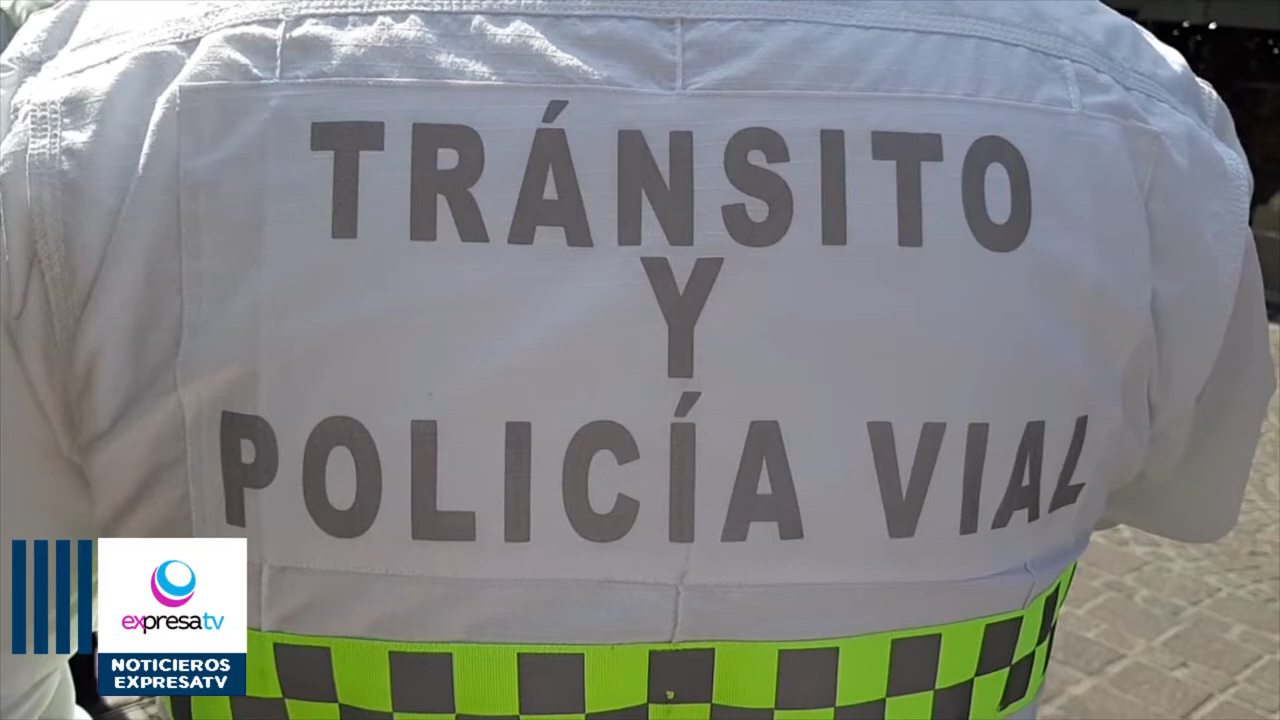 TRÁNSITO
Y
POLICÍA VIAL
expresatv
NOTICIEROS
EXPRESATV